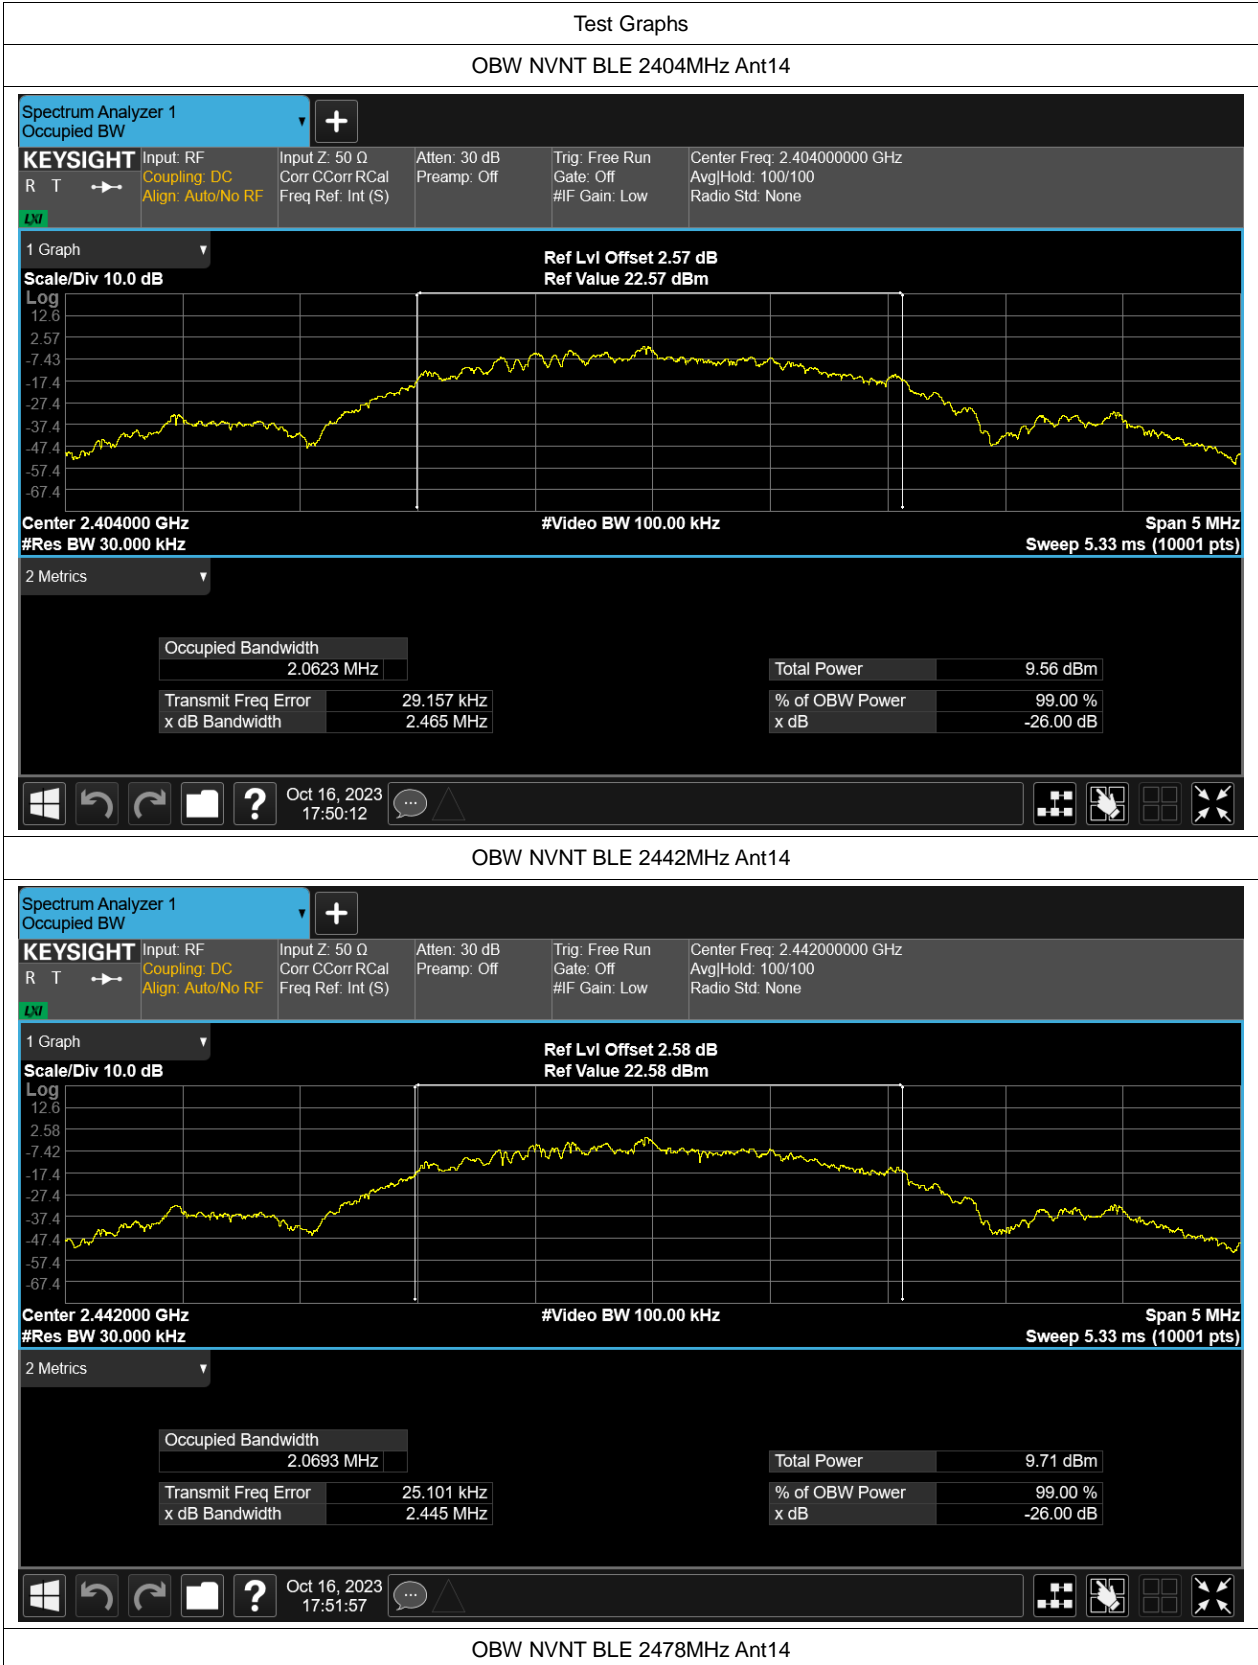 Test Graphs
OBW NVNT BLE 2404MHz Ant14
Spectrum Analyzer 1
Occupied BW
KEYSIGHT
R T
LXI
Input: RF
Coupling: DC
Align: Auto/No RF
Input Z: 50 Ω
Corr CCorr RCal
Freq Ref: Int (S)
Atten: 30 dB
Preamp: Off
Trig: Free Run
Gate: Off
#IF Gain: Low
Center Freq: 2.404000000 GHz
Avg|Hold: 100/100
Radio Std: None
1 Graph
Scale/Div 10.0 dB
Ref Lvl Offset 2.57 dB
Ref Value 22.57 dBm
Log
12.6
2.57
-7.43
-17.4
-27.4
-37.4
-47.4
-57.4
-67.4
Center 2.404000 GHz
#Video BW 100.00 kHz
Span 5 MHz
#Res BW 30.000 kHz
Sweep 5.33 ms (10001 pts)
2 Metrics
Occupied Bandwidth
2.0623 MHz
Total Power 9.56 dBm
Transmit Freq Error 29.157 kHz
% of OBW Power 99.00 %
x dB Bandwidth 2.465 MHz
x dB -26.00 dB
?
Oct 16, 2023
17:50:12
OBW NVNT BLE 2442MHz Ant14
Spectrum Analyzer 1
Occupied BW
KEYSIGHT
R T
LXI
Input: RF
Coupling: DC
Align: Auto/No RF
Input Z: 50 Ω
Corr CCorr RCal
Freq Ref: Int (S)
Atten: 30 dB
Preamp: Off
Trig: Free Run
Gate: Off
#IF Gain: Low
Center Freq: 2.442000000 GHz
Avg|Hold: 100/100
Radio Std: None
1 Graph
Scale/Div 10.0 dB
Ref Lvl Offset 2.58 dB
Ref Value 22.58 dBm
Log
12.6
2.58
-7.42
-17.4
-27.4
-37.4
-47.4
-57.4
-67.4
Center 2.442000 GHz
#Video BW 100.00 kHz
Span 5 MHz
#Res BW 30.000 kHz
Sweep 5.33 ms (10001 pts)
2 Metrics
Occupied Bandwidth
2.0693 MHz
Total Power 9.71 dBm
Transmit Freq Error 25.101 kHz
% of OBW Power 99.00 %
x dB Bandwidth 2.445 MHz
x dB -26.00 dB
?
Oct 16, 2023
17:51:57
OBW NVNT BLE 2478MHz Ant14